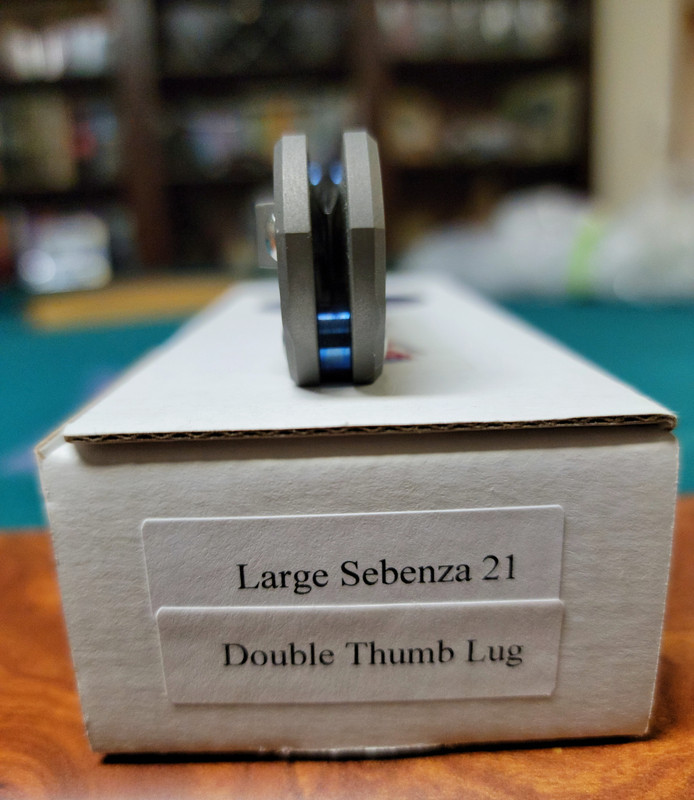 Large Sebenza 21
Double Thumb Lug